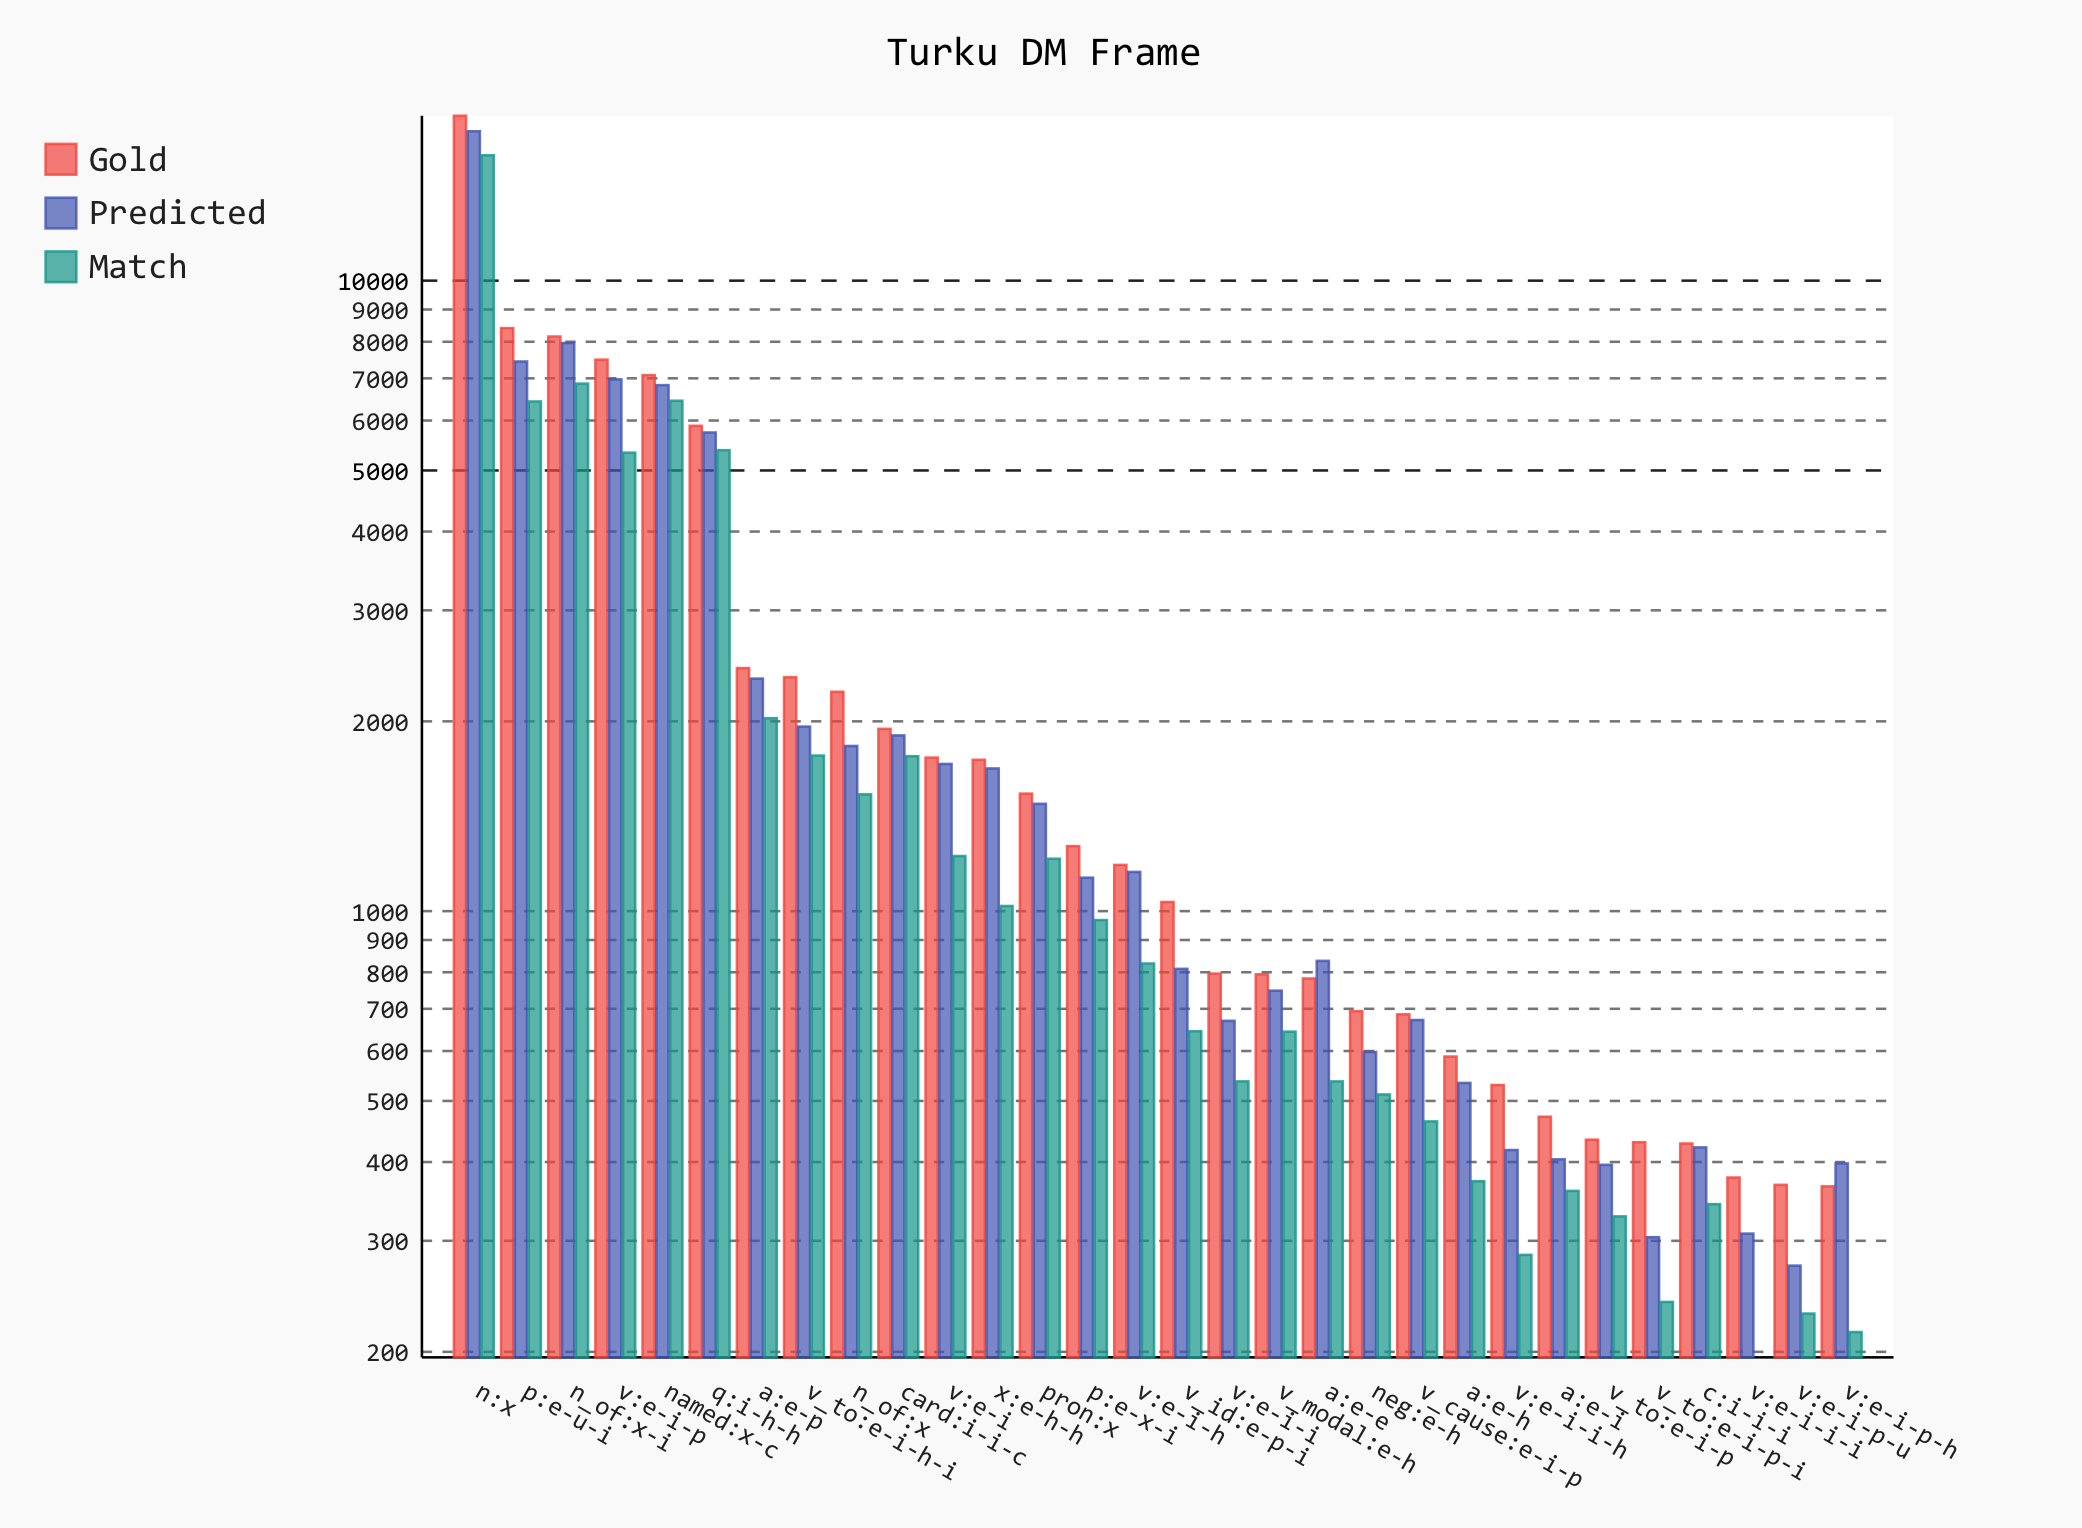 Turku DM Frame
Gold
Predicted
Match
10000
9000
8000
7000
6000
5000
4000
3000
2000
1000
900
800
700
600
500
400
300
200
n:x
p:e-u-i
n_of:x-i
v:e-i-p
named:x-c
q:i-h-h
a:e-p
v_to:e-i-h-i
n_of:x
card:i-i-c
v:e-i
x:e-h-h
pron:x
p:e-x-i
v:e-i-h
v_id:e-p-i
v:e-i-i
v_modal:e-h
a:e-e
neg:e-h
v_cause:e-i-p
a:e-h
v:e-i-i-h
a:e-i
v_to:e-i-p
v_to:e-i-p-i
c:i-i-i
v:e-i-i-i
v:e-i-p-u
v:e-i-p-h